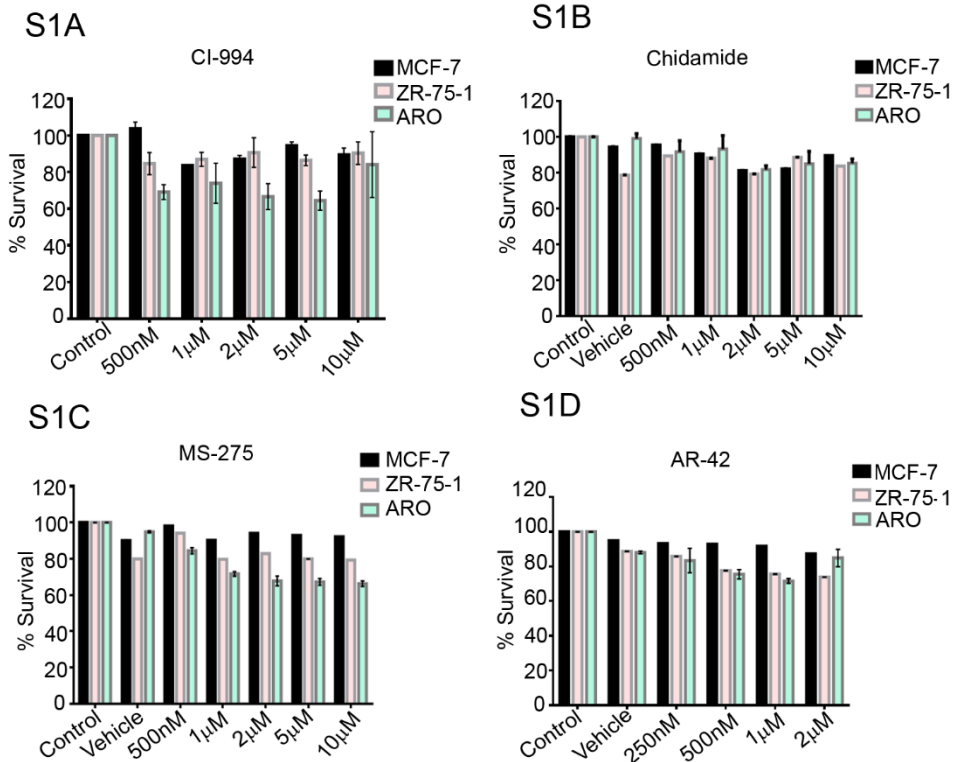 S1A
CI-994
MCF-7
ZR-75-1
ARO
% Survival
120
100
80
60
40
20
0
Control
500nM
1μM
2μM
5μM
10μM
S1B
Chidamide
MCF-7
ZR-75-1
ARO
% Survival
120
100
80
60
40
20
0
Control
Vehicle
500nM
1μM
2μM
5μM
10μM
S1C
MS-275
MCF-7
ZR-75-1
ARO
% Survival
120
100
80
60
40
20
0
Control
Vehicle
500nM
1μM
2μM
5μM
10μM
S1D
AR-42
MCF-7
ZR-75-1
ARO
% Survival
120
100
80
60
40
20
0
Control
Vehicle
250nM
500nM
1μM
2μM